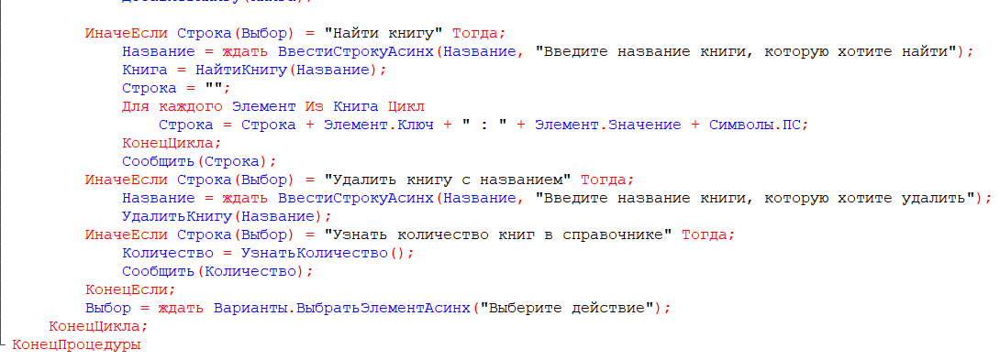 ДобавитьКнигу(Книга);
ИначеЕсли Строка(Выбор) = "Найти книгу" Тогда;
Название = ждать ВвестиСтрокуАсинх(Название, "Введите название книги, которую хотите найти");
Книга = НайтиКнигу(Название);
Строка = "";
Для каждого Элемент Из Книга Цикл
Строка = Строка + Элемент.Ключ + " : " + Элемент.Значение + Символы.ПС;
КонецЦикла;
Сообщить(Строка);
ИначеЕсли Строка(Выбор) = "Удалить книгу с названием" Тогда;
Название = ждать ВвестиСтрокуАсинх(Название, "Введите название книги, которую хотите удалить");
УдалитьКнигу(Название);
ИначеЕсли Строка(Выбор) = "Узнать количество книг в справочнике" Тогда;
Количество = УзнатьКоличество();
Сообщить(Количество);
КонецЕсли;
Выбор = ждать Варианты.ВыбратьЭлементАсинх("Выберите действие");
КонецЦикла;
КонецПроцедуры